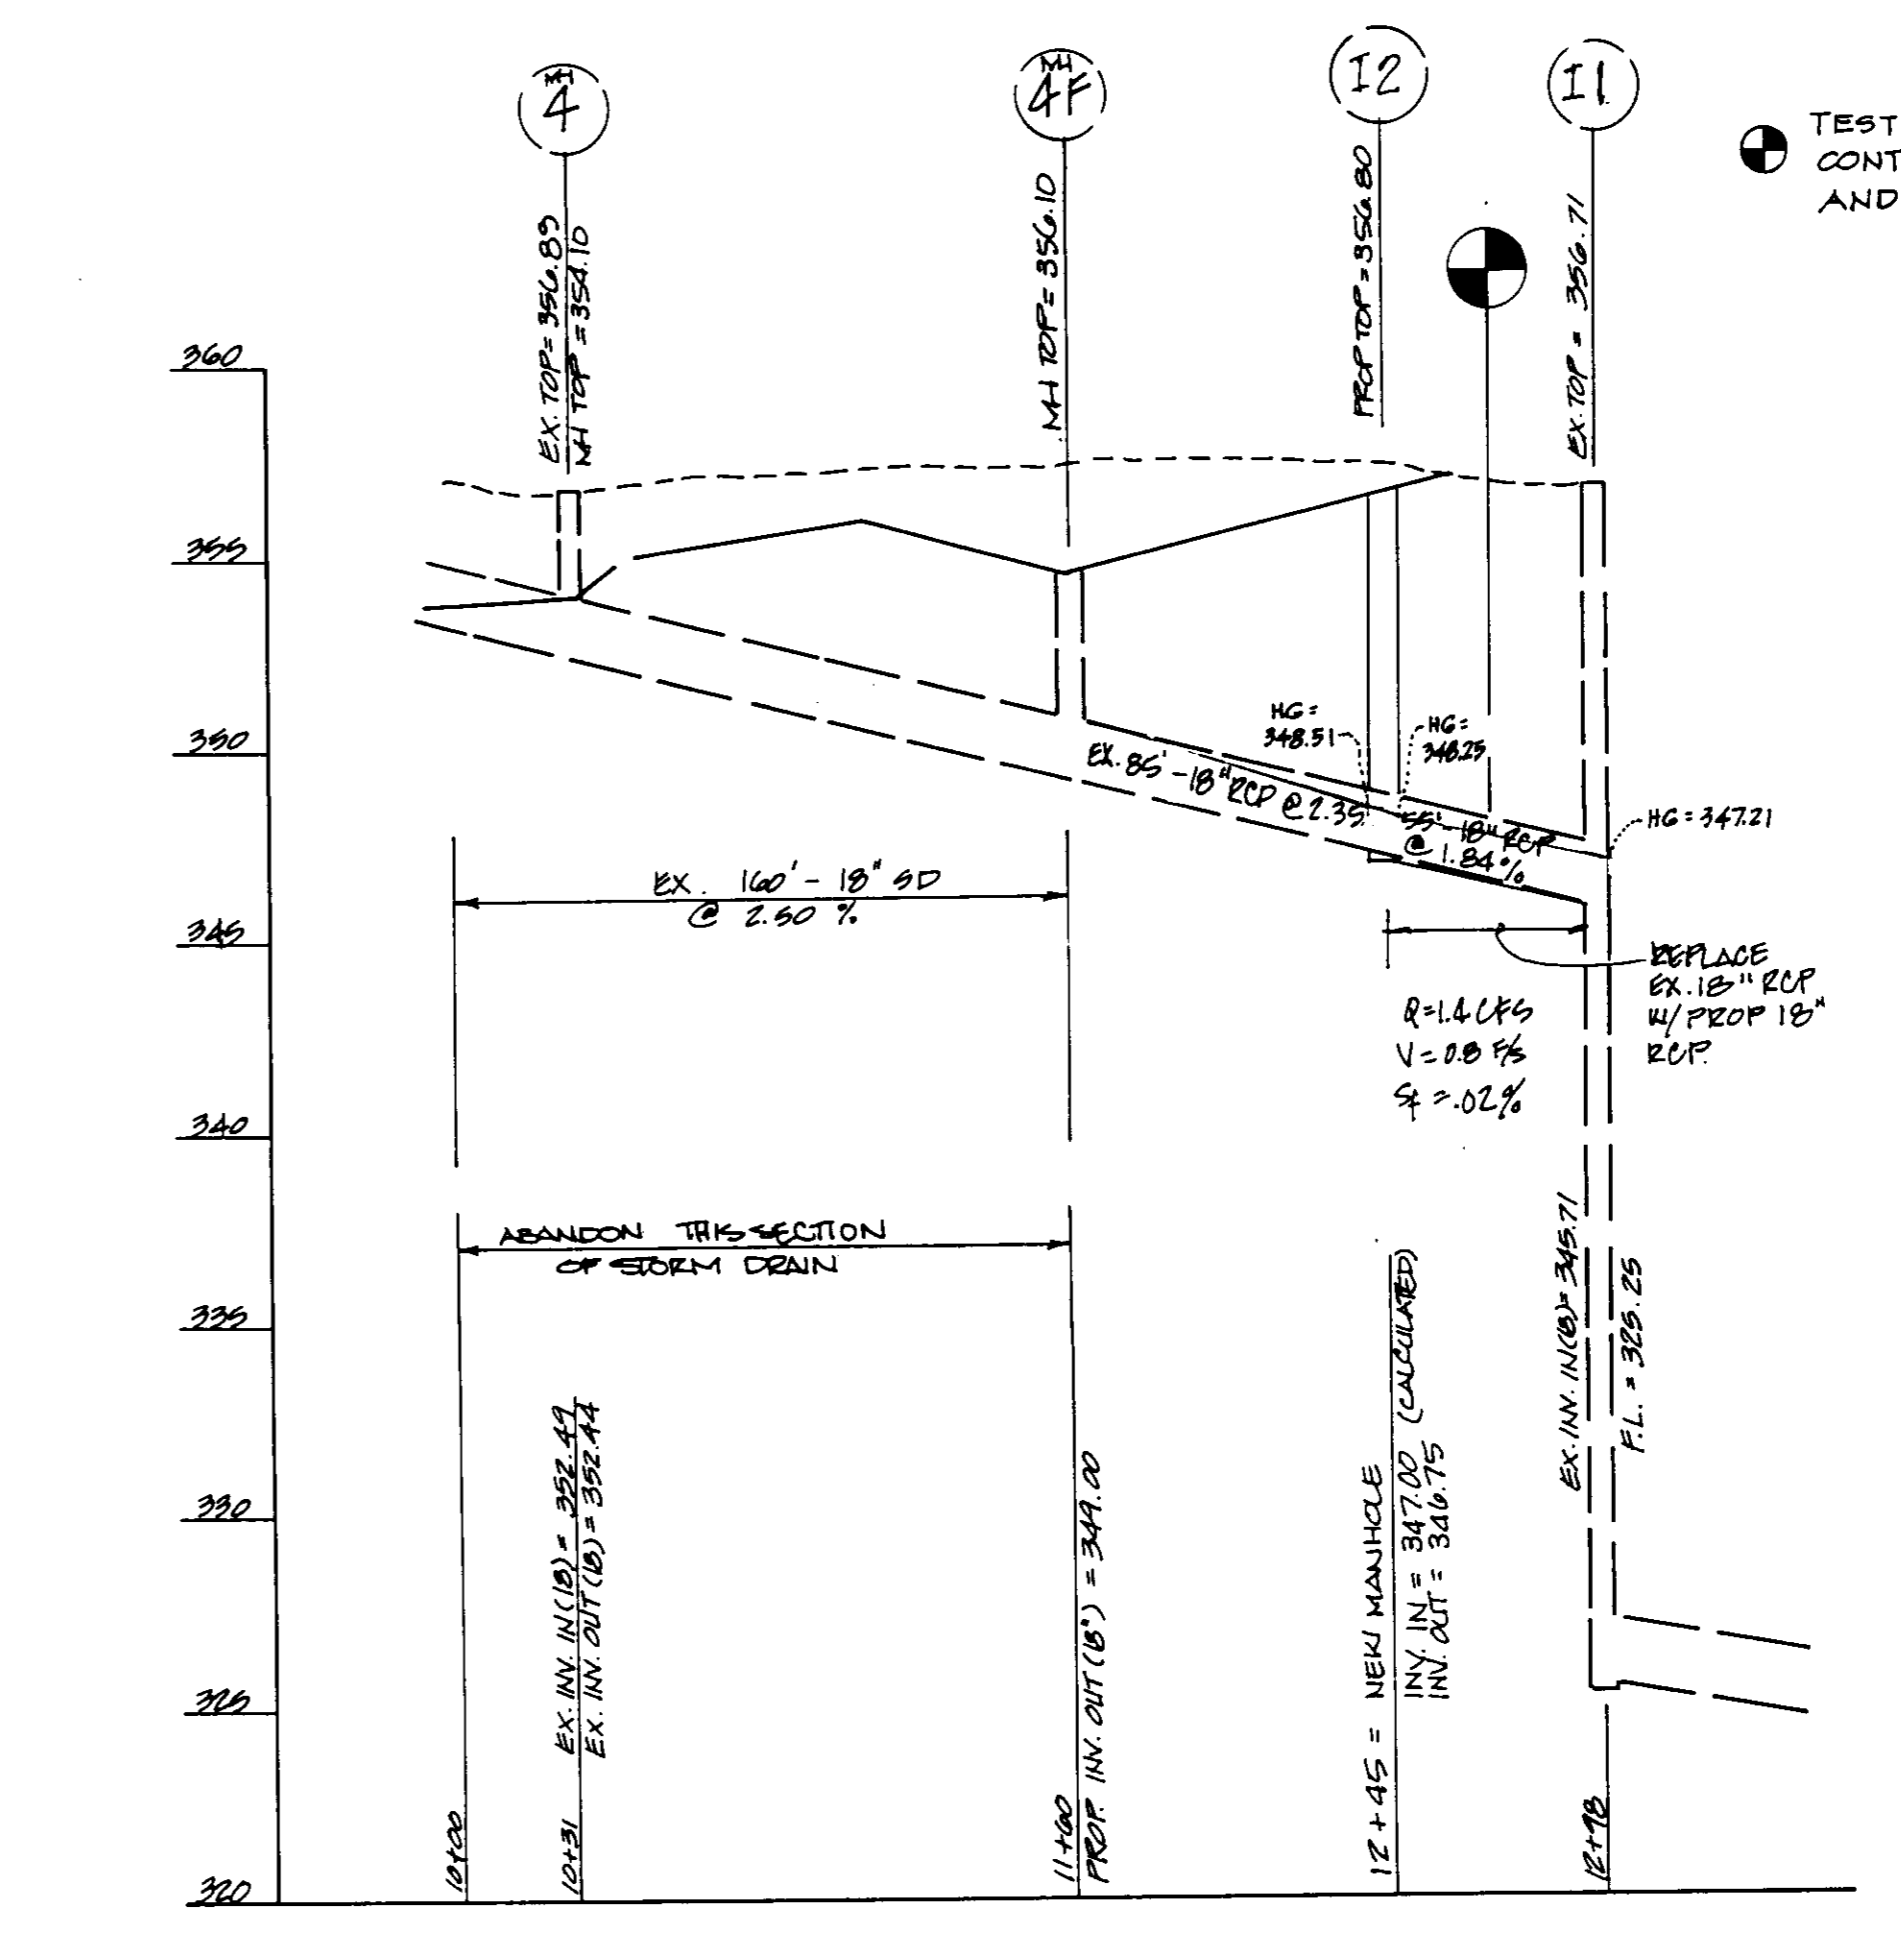 MH
4
MH
4F
I2
I1
TEST
CONT
AND
EX. TOP = 356.89
MH TOP = 354.10
MH TOP = 356.10
PROP TOP = 356.80
EX. TOP = 356.71
360
355
350
345
340
335
330
325
320
HG =
348.51
HG =
348.25
HG = 347.21
EX. 85' - 18" RCP @ 2.35
55' - 18" RCP
@ 1.84 %
EX. 160' - 18" SD
@ 2.50 %
REPLACE
EX. 18" RCP
W/ PROP 18"
RCP.
Q = 1.4 CFS
V = 0.8 F/S
Sf = .02%
ABANDON THIS SECTION
OF STORM DRAIN
10+00
10+31
EX. INV. IN (18) = 352.49
EX. INV. OUT (18) = 352.44
11+60
PROP. INV. OUT (18") = 349.00
12+45 = NEW MANHOLE
INV. IN = 347.00 (CALCULATED)
INV. OUT = 346.75
EX. INV. IN (18) = 345.71
F.L. = 325.25
12+98